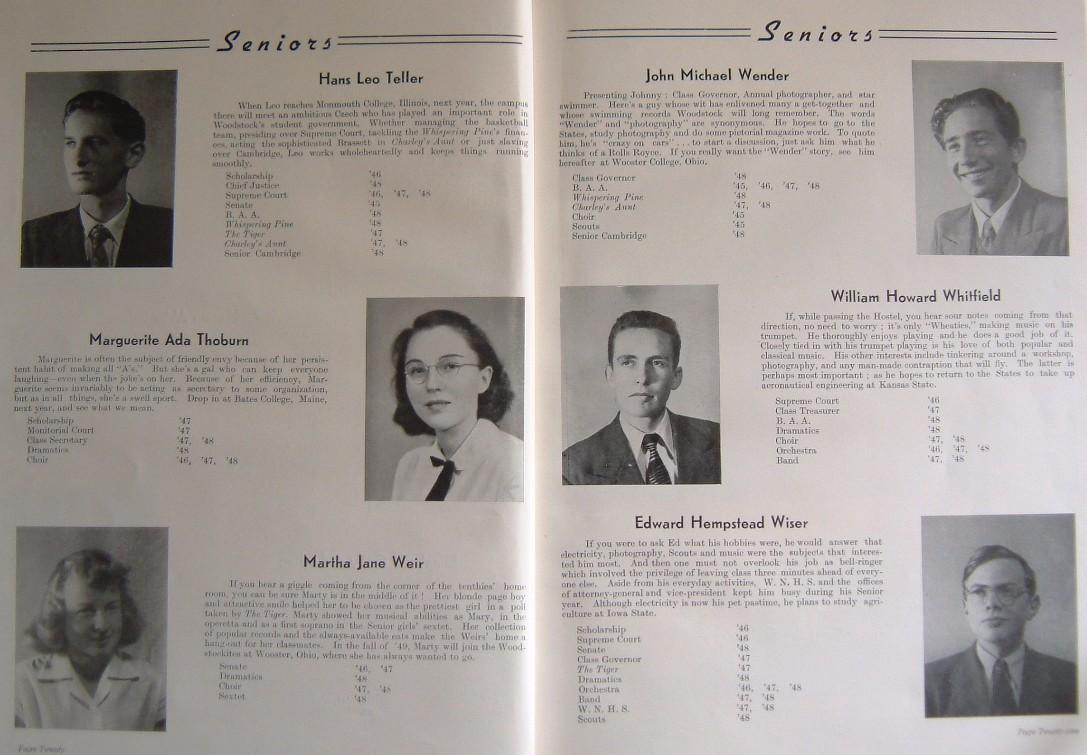 Seniors
Hans Leo Teller
When Leo reaches Monmouth College, Illinois, next year, the campus
there will meet an ambitious Czech who has played an important role in
Woodstock's student government. Whether managing the basketball
team, presiding over Supreme Court, tackling the Whispering Pine's finan-
ces, acting the sophisticated Brassett in Charley's Aunt or just slaving
over Cambridge, Leo works wholeheartedly and keeps things running
smoothly.
Scholarship '46
Chief Justice '48
Supreme Court '46, '47, '48
Senate '45
B. A. A. '48
Whispering Pine '48
The Tiger '47
Charley's Aunt '47, '48
Senior Cambridge '48
Marguerite Ada Thoburn
Marguerite is often the subject of friendly envy because of her persis-
tent habit of making all "A's." But she's a gal who can keep everyone
laughing—even when the joke's on her. Because of her efficiency, Mar-
guerite seems invariably to be acting as secretary to some organization,
but as in all things, she's a swell sport. Drop in at Bates College, Maine,
next year, and see what we mean.
Scholarship '47
Monitorial Court '47
Class Secretary '47, '48
Dramatics '48
Choir '46, '47, '48
Martha Jane Weir
If you hear a giggle coming from the corner of the tenthies' home
room, you can be sure Marty is in the middle of it! Her blonde page boy
and attractive smile helped her to be chosen as the prettiest girl in a poll
taken by The Tiger. Marty showed her musical abilities as Mary, in the
operetta and as a first soprano in the Senior girls' sextet. Her collection
of popular records and the always-available eats make the Weirs' home a
hang-out for her classmates. In the fall of '49, Marty will join the Wood-
stockites at Wooster, Ohio, where she has always wanted to go.
Senate '46, '47
Dramatics '48
Choir '47, '48
Sextet '48
Page Twenty
Seniors
John Michael Wender
Presenting Johnny: Class Governor, Annual photographer, and star
swimmer. Here's a guy whose wit has enlivened many a get-together and
whose swimming records Woodstock will long remember. The words
"Wender" and "photography" are synonymous. He hopes to go to the
States, study photography and do some pictorial magazine work. To quote
him, he's "crazy on cars"... to start a discussion, just ask him what he
thinks of a Rolls Royce. If you really want the "Wender" story, see him
hereafter at Wooster College, Ohio.
Class Governor '48
B. A. A. '45, '46, '47, '48
Whispering Pine '48
Charley's Aunt '47, '48
Choir '45
Scouts '45
Senior Cambridge '48
William Howard Whitfield
If, while passing the Hostel, you hear sour notes coming from that
direction, no need to worry; it's only "Wheaties," making music on his
trumpet. He thoroughly enjoys playing and he does a good job of it.
Closely tied in with his trumpet playing is his love of both popular and
classical music. His other interests include tinkering around a workshop,
photography, and any man-made contraption that will fly. The latter is
perhaps most important; as he hopes to return to the States to take up
aeronautical engineering at Kansas State.
Supreme Court '46
Class Treasurer '47
B. A. A. '48
Dramatics '48
Choir '47, '48
Orchestra '46, '47, '48
Band '47, '48
Edward Hempstead Wiser
If you were to ask Ed what his hobbies were, he would answer that
electricity, photography, Scouts and music were the subjects that interes-
ted him most. And then one must not overlook his job as bell-ringer
which involved the privilege of leaving class three minutes ahead of every-
one else. Aside from his everyday activities, W. N. H. S. and the offices
of attorney-general and vice-president kept him busy during his Senior
year. Although electricity is now his pet pastime, he plans to study agri-
culture at Iowa State.
Scholarship '46
Supreme Court '46
Senate '48
Class Governor '47
The Tiger '47
Dramatics '48
Orchestra '46, '47, '48
Band '47, '48
W. N. H. S. '47, '48
Scouts '48
Page Twenty-one